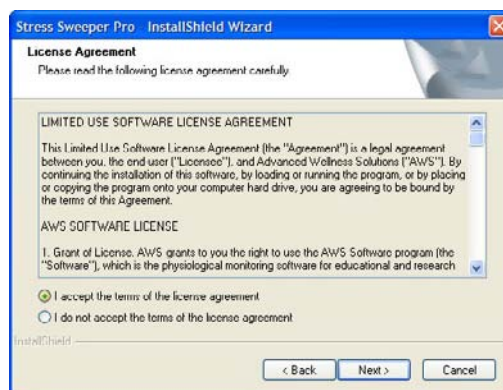 Stress Sweeper Pro - InstallShield Wizard
License Agreement
Please read the following license agreement carefully.
LIMITED USE SOFTWARE LICENSE AGREEMENT
This Limited Use Software License Agreement (the "Agreement") is a legal agreement
between you, the end user ("Licensee"), and Advanced Wellness Solutions ("AWS"). By
continuing the installation of this software, by loading or running the program, or by placing
or copying the program onto your computer hard drive, you are agreeing to be bound by
the terms of this Agreement.
AWS SOFTWARE LICENSE
1. Grant of License. AWS grants to you the right to use the AWS Software program (the
"Software"), which is the physiological monitoring software for educational and research
I accept the terms of the license agreement
I do not accept the terms of the license agreement
InstallShield
< Back Next > Cancel